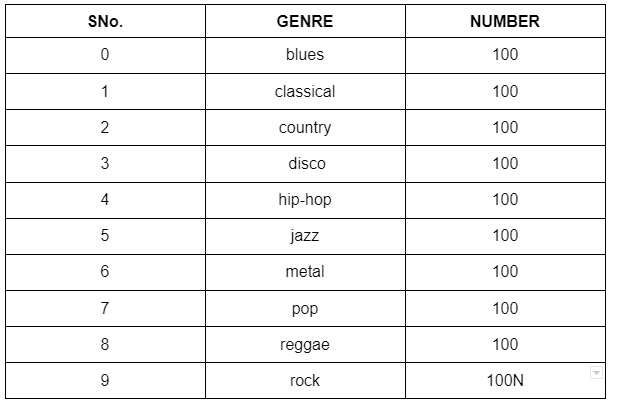 SNo. GENRE NUMBER
0 blues 100
1 classical 100
2 country 100
3 disco 100
4 hip-hop 100
5 jazz 100
6 metal 100
7 pop 100
8 reggae 100
9 rock 100N